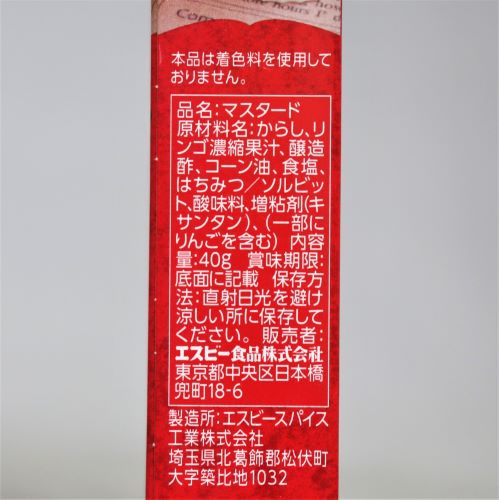 本品は着色料を使用して
おりません。
品名:マスタード
原材料名:からし、リ
ンゴ濃縮果汁、醸造
酢、コーン油、食塩、
はちみつ/ソルビッ
ト、酸味料、増粘剤(キ
サンタン)、(一部に
りんごを含む) 内容
量:40g 賞味期限:
底面に記載 保存方
法:直射日光を避け
涼しい所に保存して
ください。販売者:
エスビー食品株式会社
東京都中央区日本橋
兜町18-6
製造所:エスビースパイス
工業株式会社
埼玉県北葛飾郡松伏町
大字築比地1032